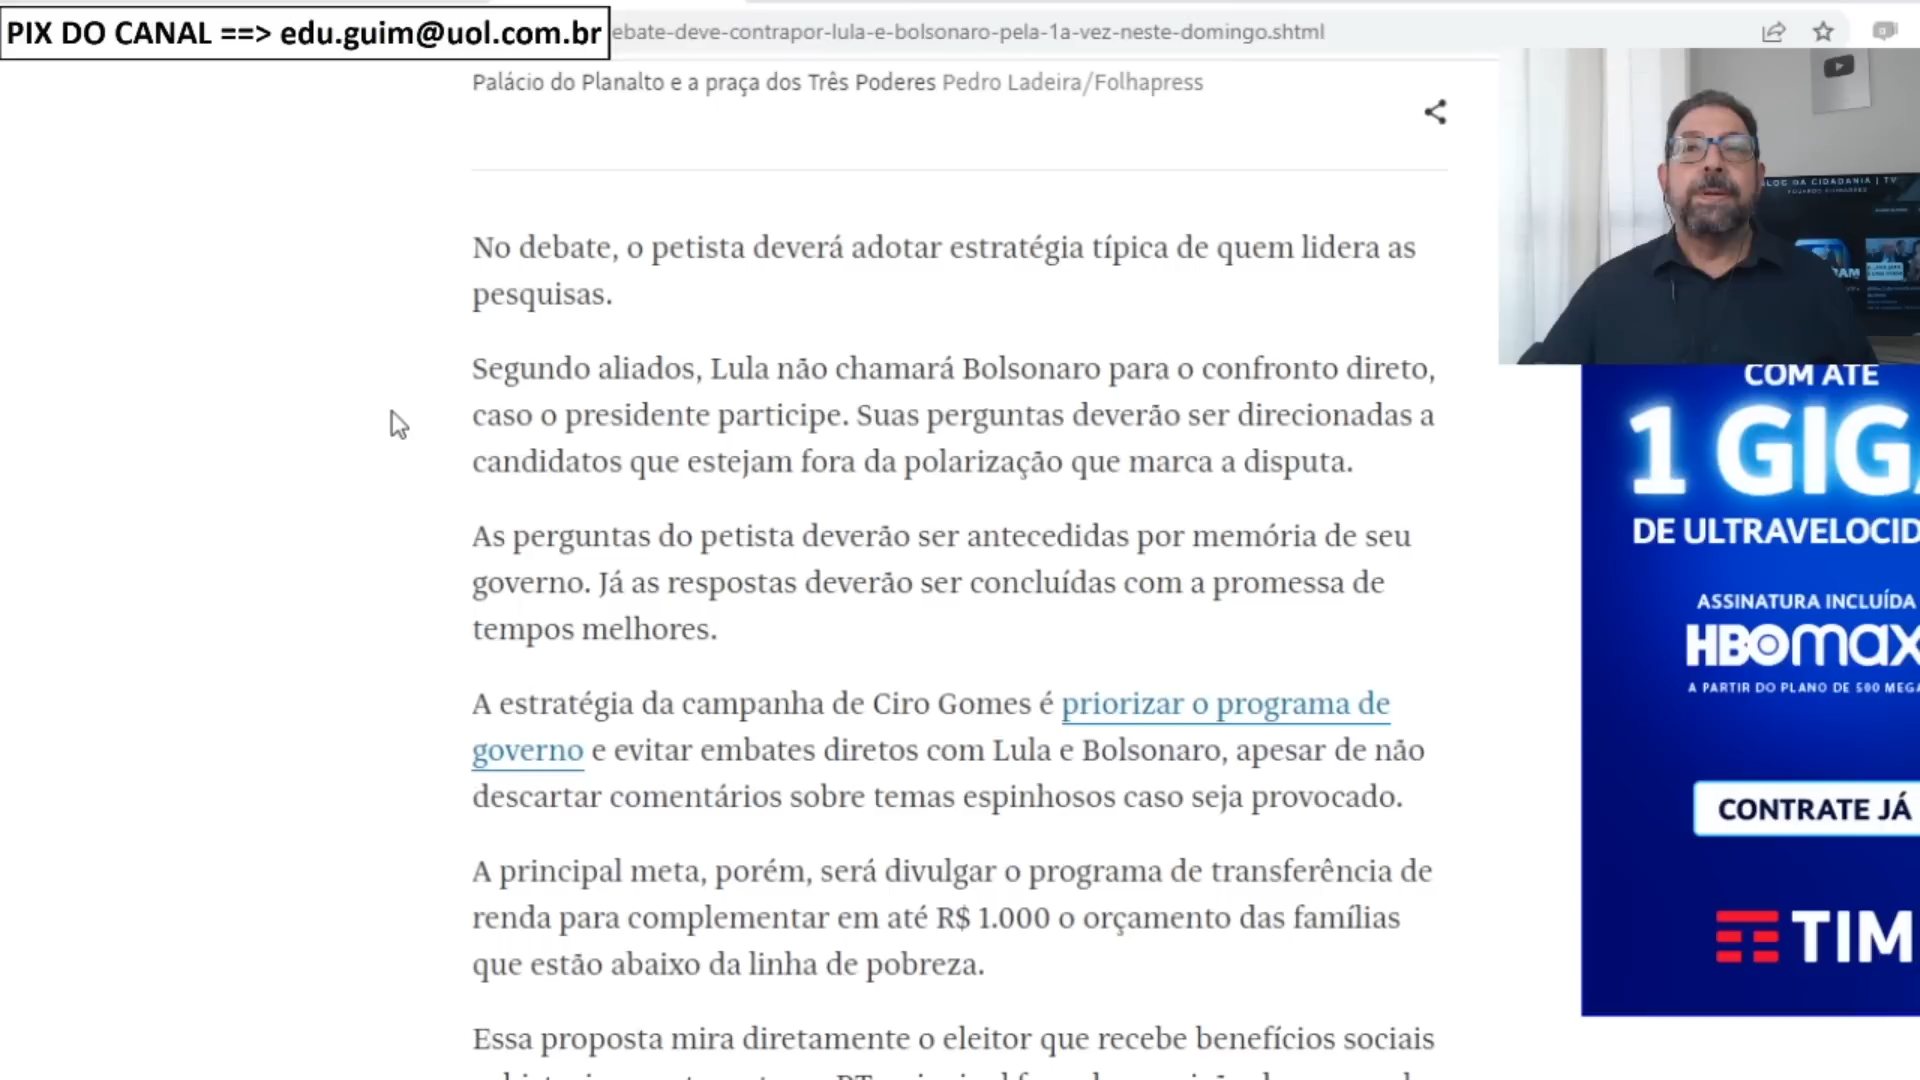 PIX DO CANAL ==> edu.guim@uol.com.br
ebate-deve-contrapor-lula-e-bolsonaro-pela-1a-vez-neste-domingo.shtml
Palácio do Planalto e a praça dos Três Poderes Pedro Ladeira/Folhapress
No debate, o petista deverá adotar estratégia típica de quem lidera as
pesquisas.
Segundo aliados, Lula não chamará Bolsonaro para o confronto direto,
caso o presidente participe. Suas perguntas deverão ser direcionadas a
candidatos que estejam fora da polarização que marca a disputa.
As perguntas do petista deverão ser antecedidas por memória de seu
governo. Já as respostas deverão ser concluídas com a promessa de
tempos melhores.
A estratégia da campanha de Ciro Gomes é priorizar o programa de
governo e evitar embates diretos com Lula e Bolsonaro, apesar de não
descartar comentários sobre temas espinhosos caso seja provocado.
A principal meta, porém, será divulgar o programa de transferência de
renda para complementar em até R$ 1.000 o orçamento das famílias
que estão abaixo da linha de pobreza.
Essa proposta mira diretamente o eleitor que recebe benefícios sociais
LOG DA CIDADANIA | TV
COM ATÉ
1 GIG
DE ULTRAVELOCID
ASSINATURA INCLUÍDA
HBOmax
A PARTIR DO PLANO DE 500 MEGA
CONTRATE JÁ
TIM